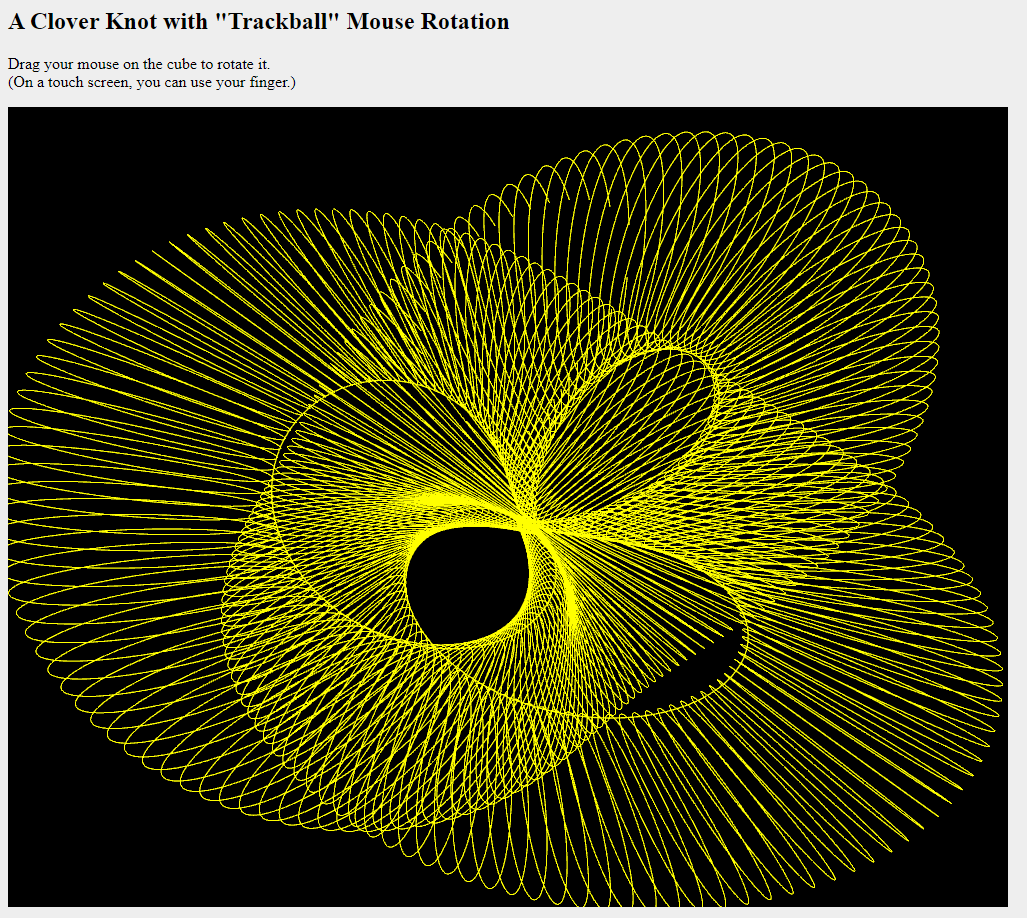 A Clover Knot with "Trackball" Mouse Rotation
Drag your mouse on the cube to rotate it.
(On a touch screen, you can use your finger.)